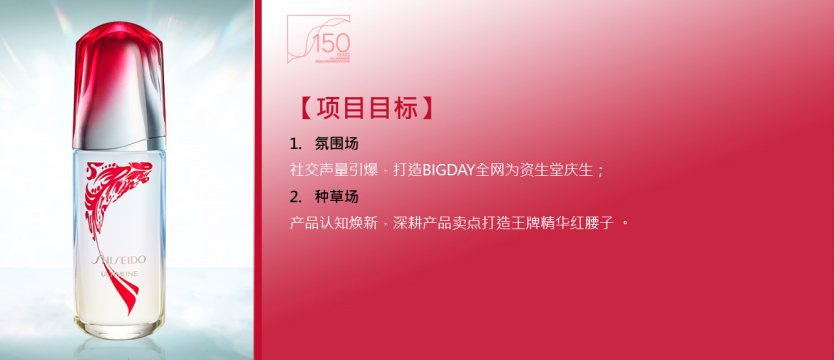 SHISEIDO
150
YEARS
【项目目标】
1. 氛围场
社交声量引爆，打造BIGDAY全网为资生堂庆生；
2. 种草场
产品认知焕新，深耕产品卖点打造王牌精华红腰子 。